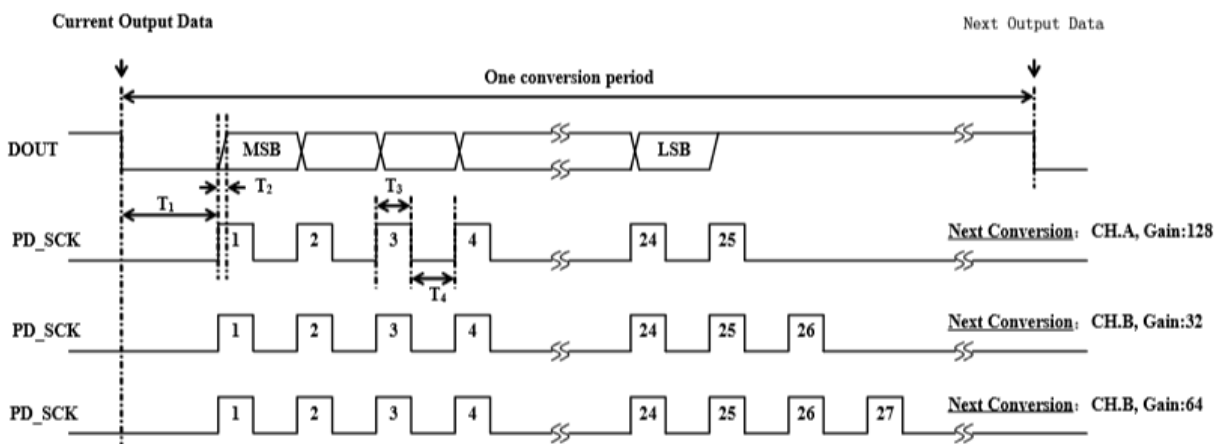 Current Output Data
Next Output Data
One conversion period
DOUT
MSB
LSB
T2
T3
T1
PD_SCK
1 2 3 4 24 25
Next Conversion: CH.A, Gain:128
T4
PD_SCK
1 2 3 4 24 25 26
Next Conversion: CH.B, Gain:32
PD_SCK
1 2 3 4 24 25 26 27
Next Conversion: CH.B, Gain:64